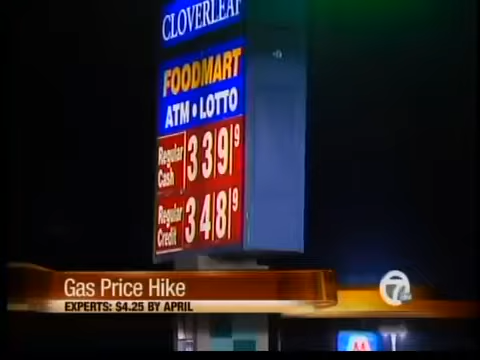 CLOVERLEAF
FOODMART
ATM • LOTTO
Regular
Cash
3 39 9
Regular
Credit
3 48 9
Gas Price Hike
EXPERTS: $4.25 BY APRIL
7